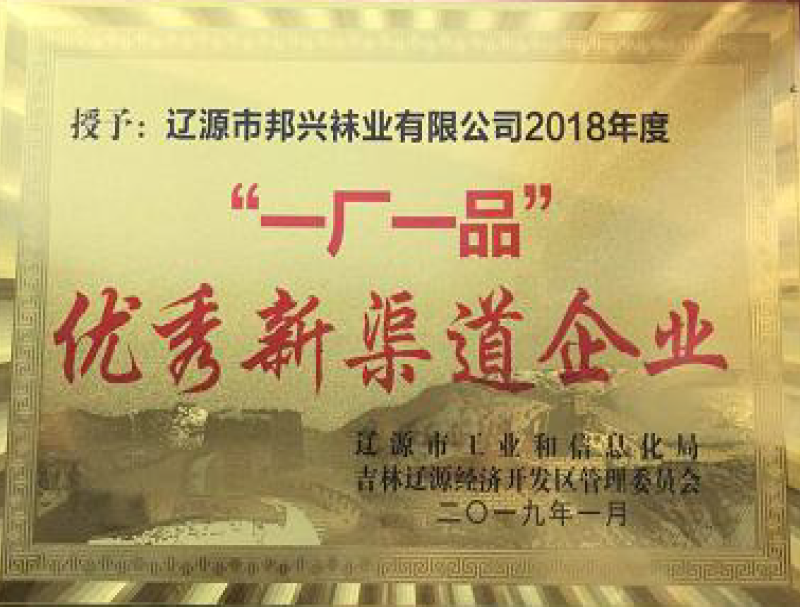 授予：辽源市邦兴袜业有限公司2018年度
“一厂一品”
优秀新渠道企业
辽源市工业和信息化局
吉林辽源经济开发区管理委员会
二〇一九年一月